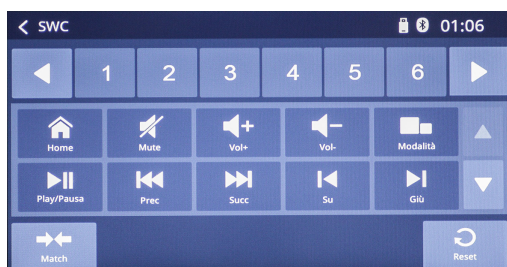 SWC 01:06
1 2 3 4 5 6
Home Mute Vol+ Vol- Modalità
Play/Pausa Prec Succ Su Giù
Match Reset